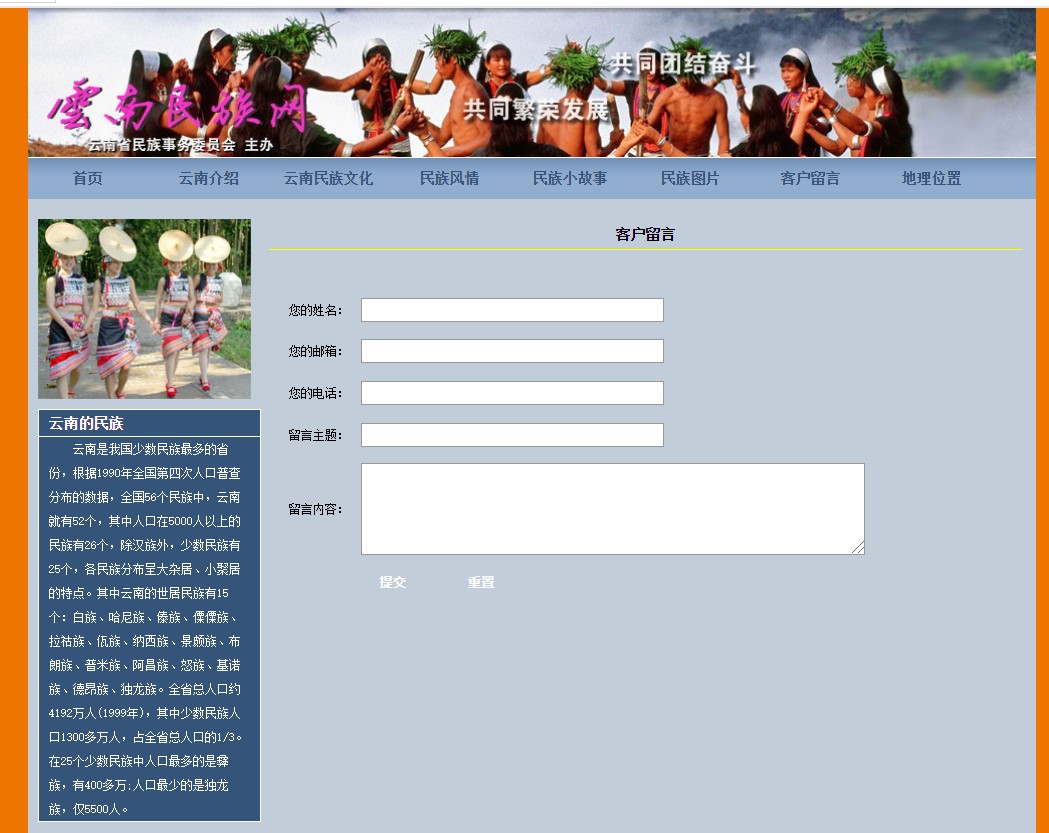 共同团结奋斗
共同繁荣发展
雲南民族网
云南省民族事务委员会 主办
首页 云南介绍 云南民族文化 民族风情 民族小故事 民族图片 客户留言 地理位置
客户留言
您的姓名：
您的邮箱：
您的电话：
留言主题：
留言内容：
提交 重置
云南的民族
云南是我国少数民族最多的省
份，根据1990年全国第四次人口普查
分布的数据，全国56个民族中，云南
就有52个，其中人口在5000人以上的
民族有26个，除汉族外，少数民族有
25个，各民族分布呈大杂居、小聚居
的特点。其中云南的世居民族有15
个：白族、哈尼族、傣族、傈僳族、
拉祜族、佤族、纳西族、景颇族、布
朗族、普米族、阿昌族、怒族、基诺
族、德昂族、独龙族。全省总人口约
4192万人(1999年)，其中少数民族人
口1300多万人，占全省总人口的1/3。
在25个少数民族中人口最多的是彝
族，有400多万;人口最少的是独龙
族，仅5500人。